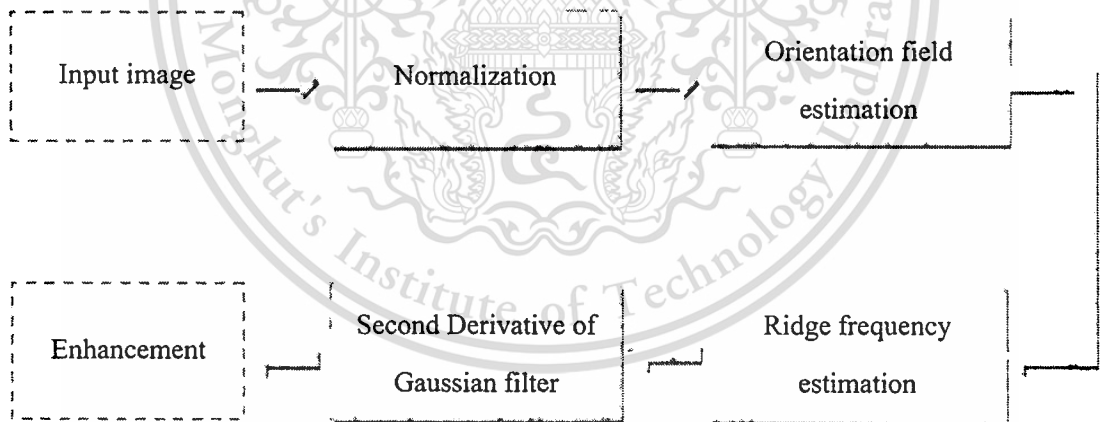 Input image
Normalization
Orientation field
estimation
Ridge frequency
estimation
Second Derivative of
Gaussian filter
Enhancement
Mongkut's Institute of Technology Ladkra